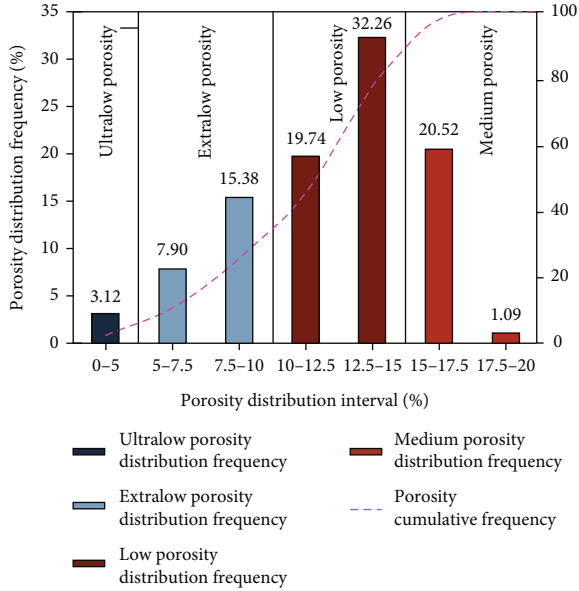 Porosity distribution frequency (%)
35
30
25
20
15
10
5
0
100
80
60
40
20
0
Ultralow porosity
Extralow porosity
Low porosity
Medium porosity
3.12
7.90
15.38
19.74
32.26
20.52
1.09
0–5
5–7.5
7.5–10
10–12.5
12.5–15
15–17.5
17.5–20
Porosity distribution interval (%)
Ultralow porosity
distribution frequency
Extralow porosity
distribution frequency
Low porosity
distribution frequency
Medium porosity
distribution frequency
Porosity
cumulative frequency